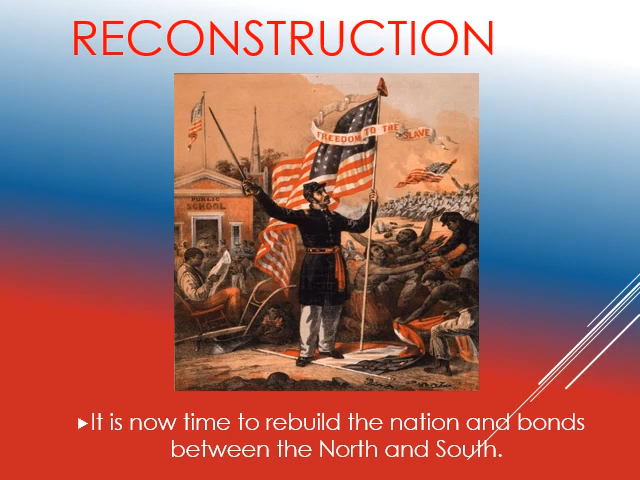 RECONSTRUCTION
FREEDOM TO THE SLAVE
PUBLIC
SCHOOL
▶It is now time to rebuild the nation and bonds
between the North and South.